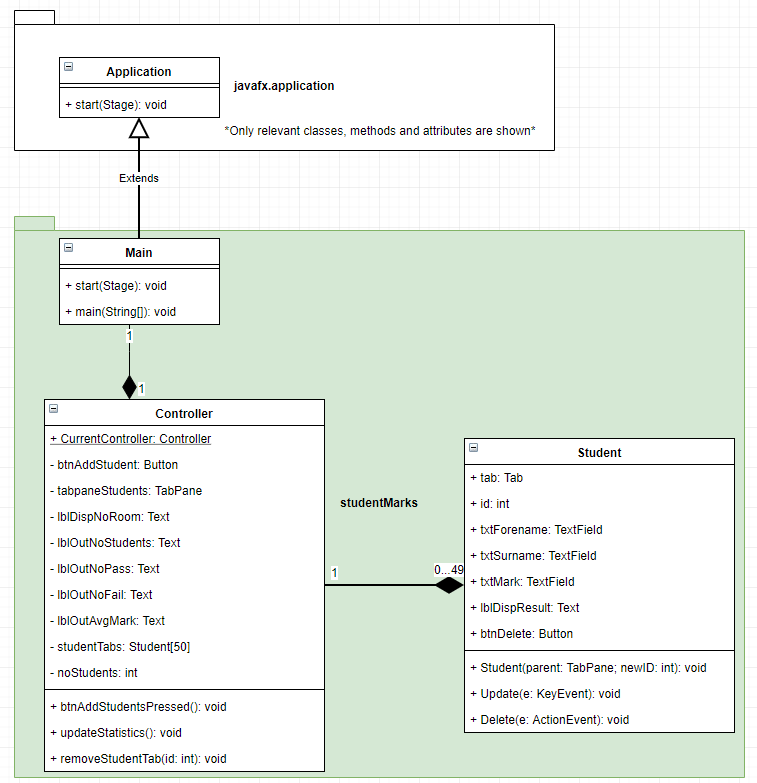 Application
+ start(Stage): void
javafx.application
*Only relevant classes, methods and attributes are shown*
Extends
Main
+ start(Stage): void
+ main(String[]): void
1
1
Controller
+ CurrentController: Controller
- btnAddStudent: Button
- tabpaneStudents: TabPane
- lblDispNoRoom: Text
- lblOutNoStudents: Text
- lblOutNoPass: Text
- lblOutNoFail: Text
- lblOutAvgMark: Text
- studentTabs: Student[50]
- noStudents: int
+ btnAddStudentsPressed(): void
+ updateStatistics(): void
+ removeStudentTab(id: int): void
studentMarks
1
0...49
Student
+ tab: Tab
+ id: int
+ txtForename: TextField
+ txtSurname: TextField
+ txtMark: TextField
+ lblDispResult: Text
+ btnDelete: Button
+ Student(parent: TabPane; newID: int): void
+ Update(e: KeyEvent): void
+ Delete(e: ActionEvent): void